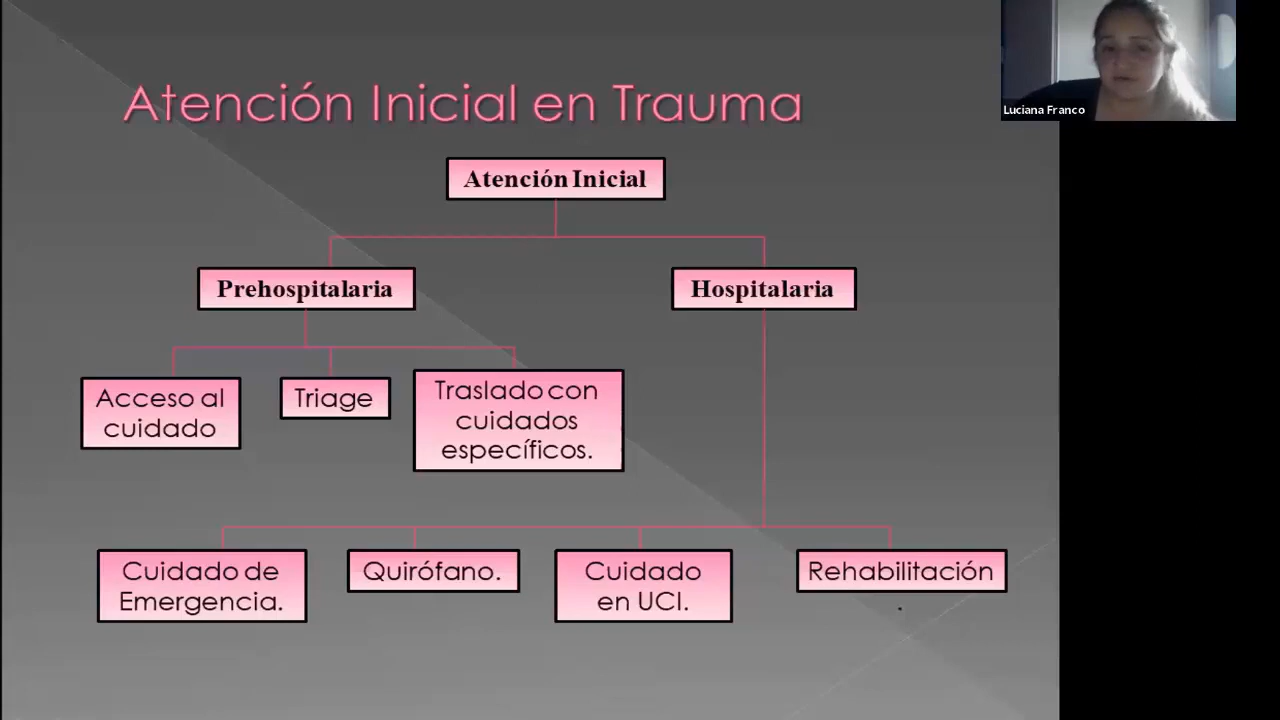 Atención Inicial en Trauma
Luciana Franco
Atención Inicial
Prehospitalaria
Hospitalaria
Acceso al
cuidado
Triage
Traslado con
cuidados
específicos.
Cuidado de
Emergencia.
Quirófano.
Cuidado
en UCI.
Rehabilitación
.